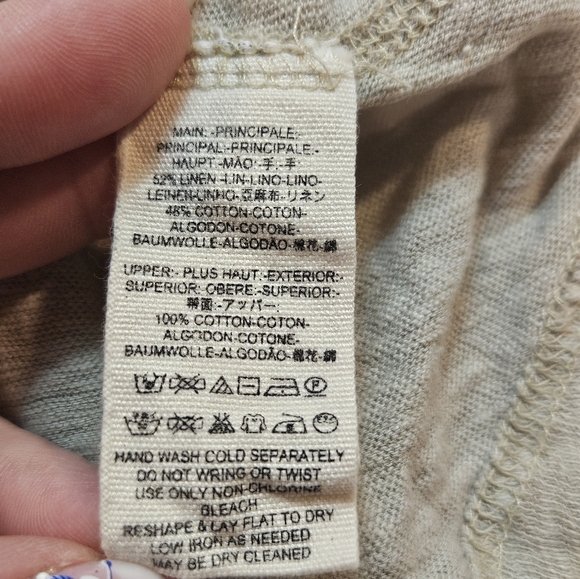 MAIN: -PRINCIPALE:
PRINCIPAL:-PRINCIPALE.-
HAUPT.-MÃO:-手.-手
52% LINEN -LIN-LINO-LINO-
LEINEN-LINHO-亞麻布-リネン
48% COTTON-COTON-
ALGODON-COTONE-
BAUMWOLLE-ALGODÃO-棉花-綿
UPPER:- PLUS HAUT:-EXTERIOR:-
SUPERIOR: OBERE:-SUPERIOR:-
鞋面-アッパー:
100% COTTON-COTON-
ALGODON-COTONE-
BAUMWOLLE-ALGODÃO-棉花-綿
HAND WASH COLD SEPARATELY
DO NOT WRING OR TWIST
USE ONLY NON-CHLORINE
BLEACH
RESHAPE & LAY FLAT TO DRY
LOW IRON AS NEEDED
MAY BE DRY CLEANED